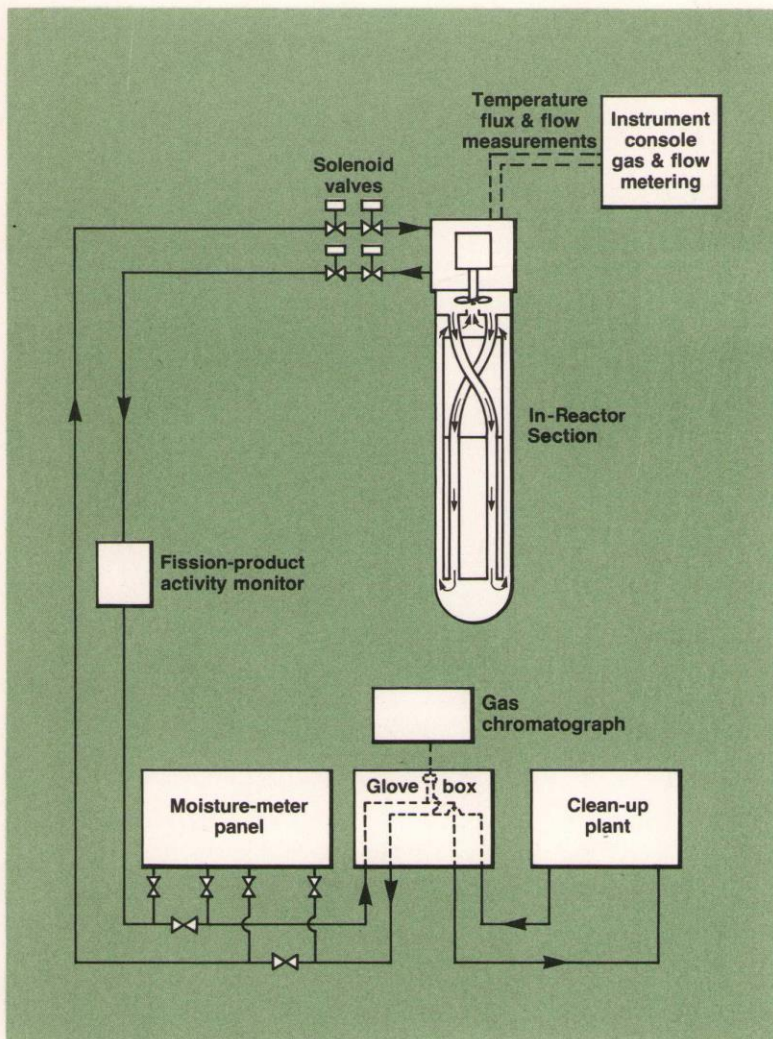 Temperature
flux & flow
measurements
Instrument
console
gas & flow
metering
Solenoid
valves
In-Reactor
Section
Fission-product
activity monitor
Gas
chromatograph
Moisture-meter
panel
Glove box
Clean-up
plant